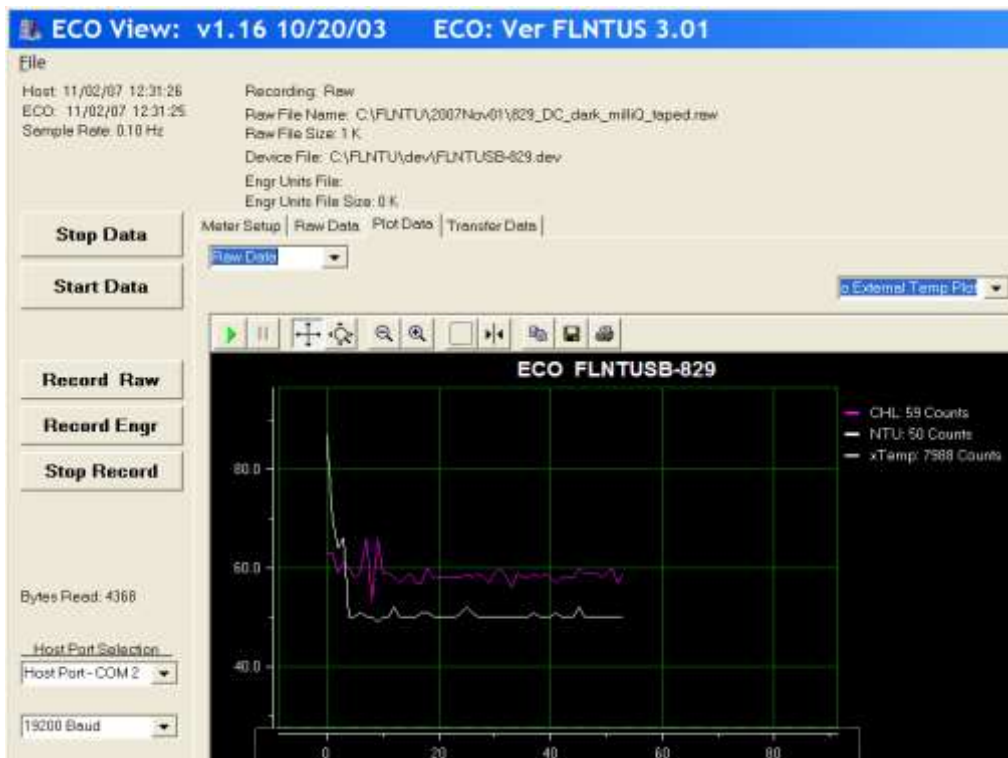 ECO View: v1.16 10/20/03 ECO: Ver FLNTUS 3.01
File
Host: 11/02/07 12:31:26
ECO: 11/02/07 12:31:25
Sample Rate: 0.10 Hz
Recording: Raw
Raw File Name: C:\FLNTU\2007Nov01\829_DC_dark_milliQ_taped.raw
Raw File Size: 1 K
Device File: C:\FLNTU\dev\FLNTUSB-829.dev
Engr Units File:
Engr Units File Size: 0 K
Stop Data
Start Data
Record Raw
Record Engr
Stop Record
Bytes Read: 4368
Host Port Selection
Host Port - COM 2
19200 Baud
Meter Setup Raw Data Plot Data Transfer Data
Raw Data
o External Temp Plot
ECO FLNTUSB-829
CHL: 59 Counts
NTU: 50 Counts
xTemp: 7988 Counts
80.0
60.0
40.0
0 20 40 60 80